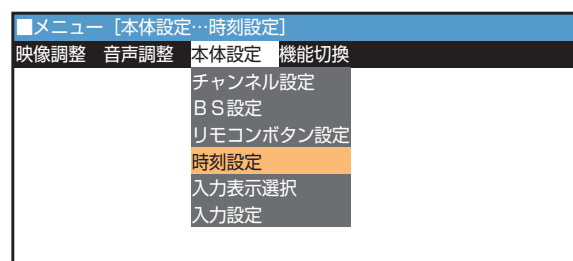 ■メニュー [本体設定…時刻設定]
映像調整 音声調整 本体設定 機能切換
チャンネル設定
BS設定
リモコンボタン設定
時刻設定
入力表示選択
入力設定